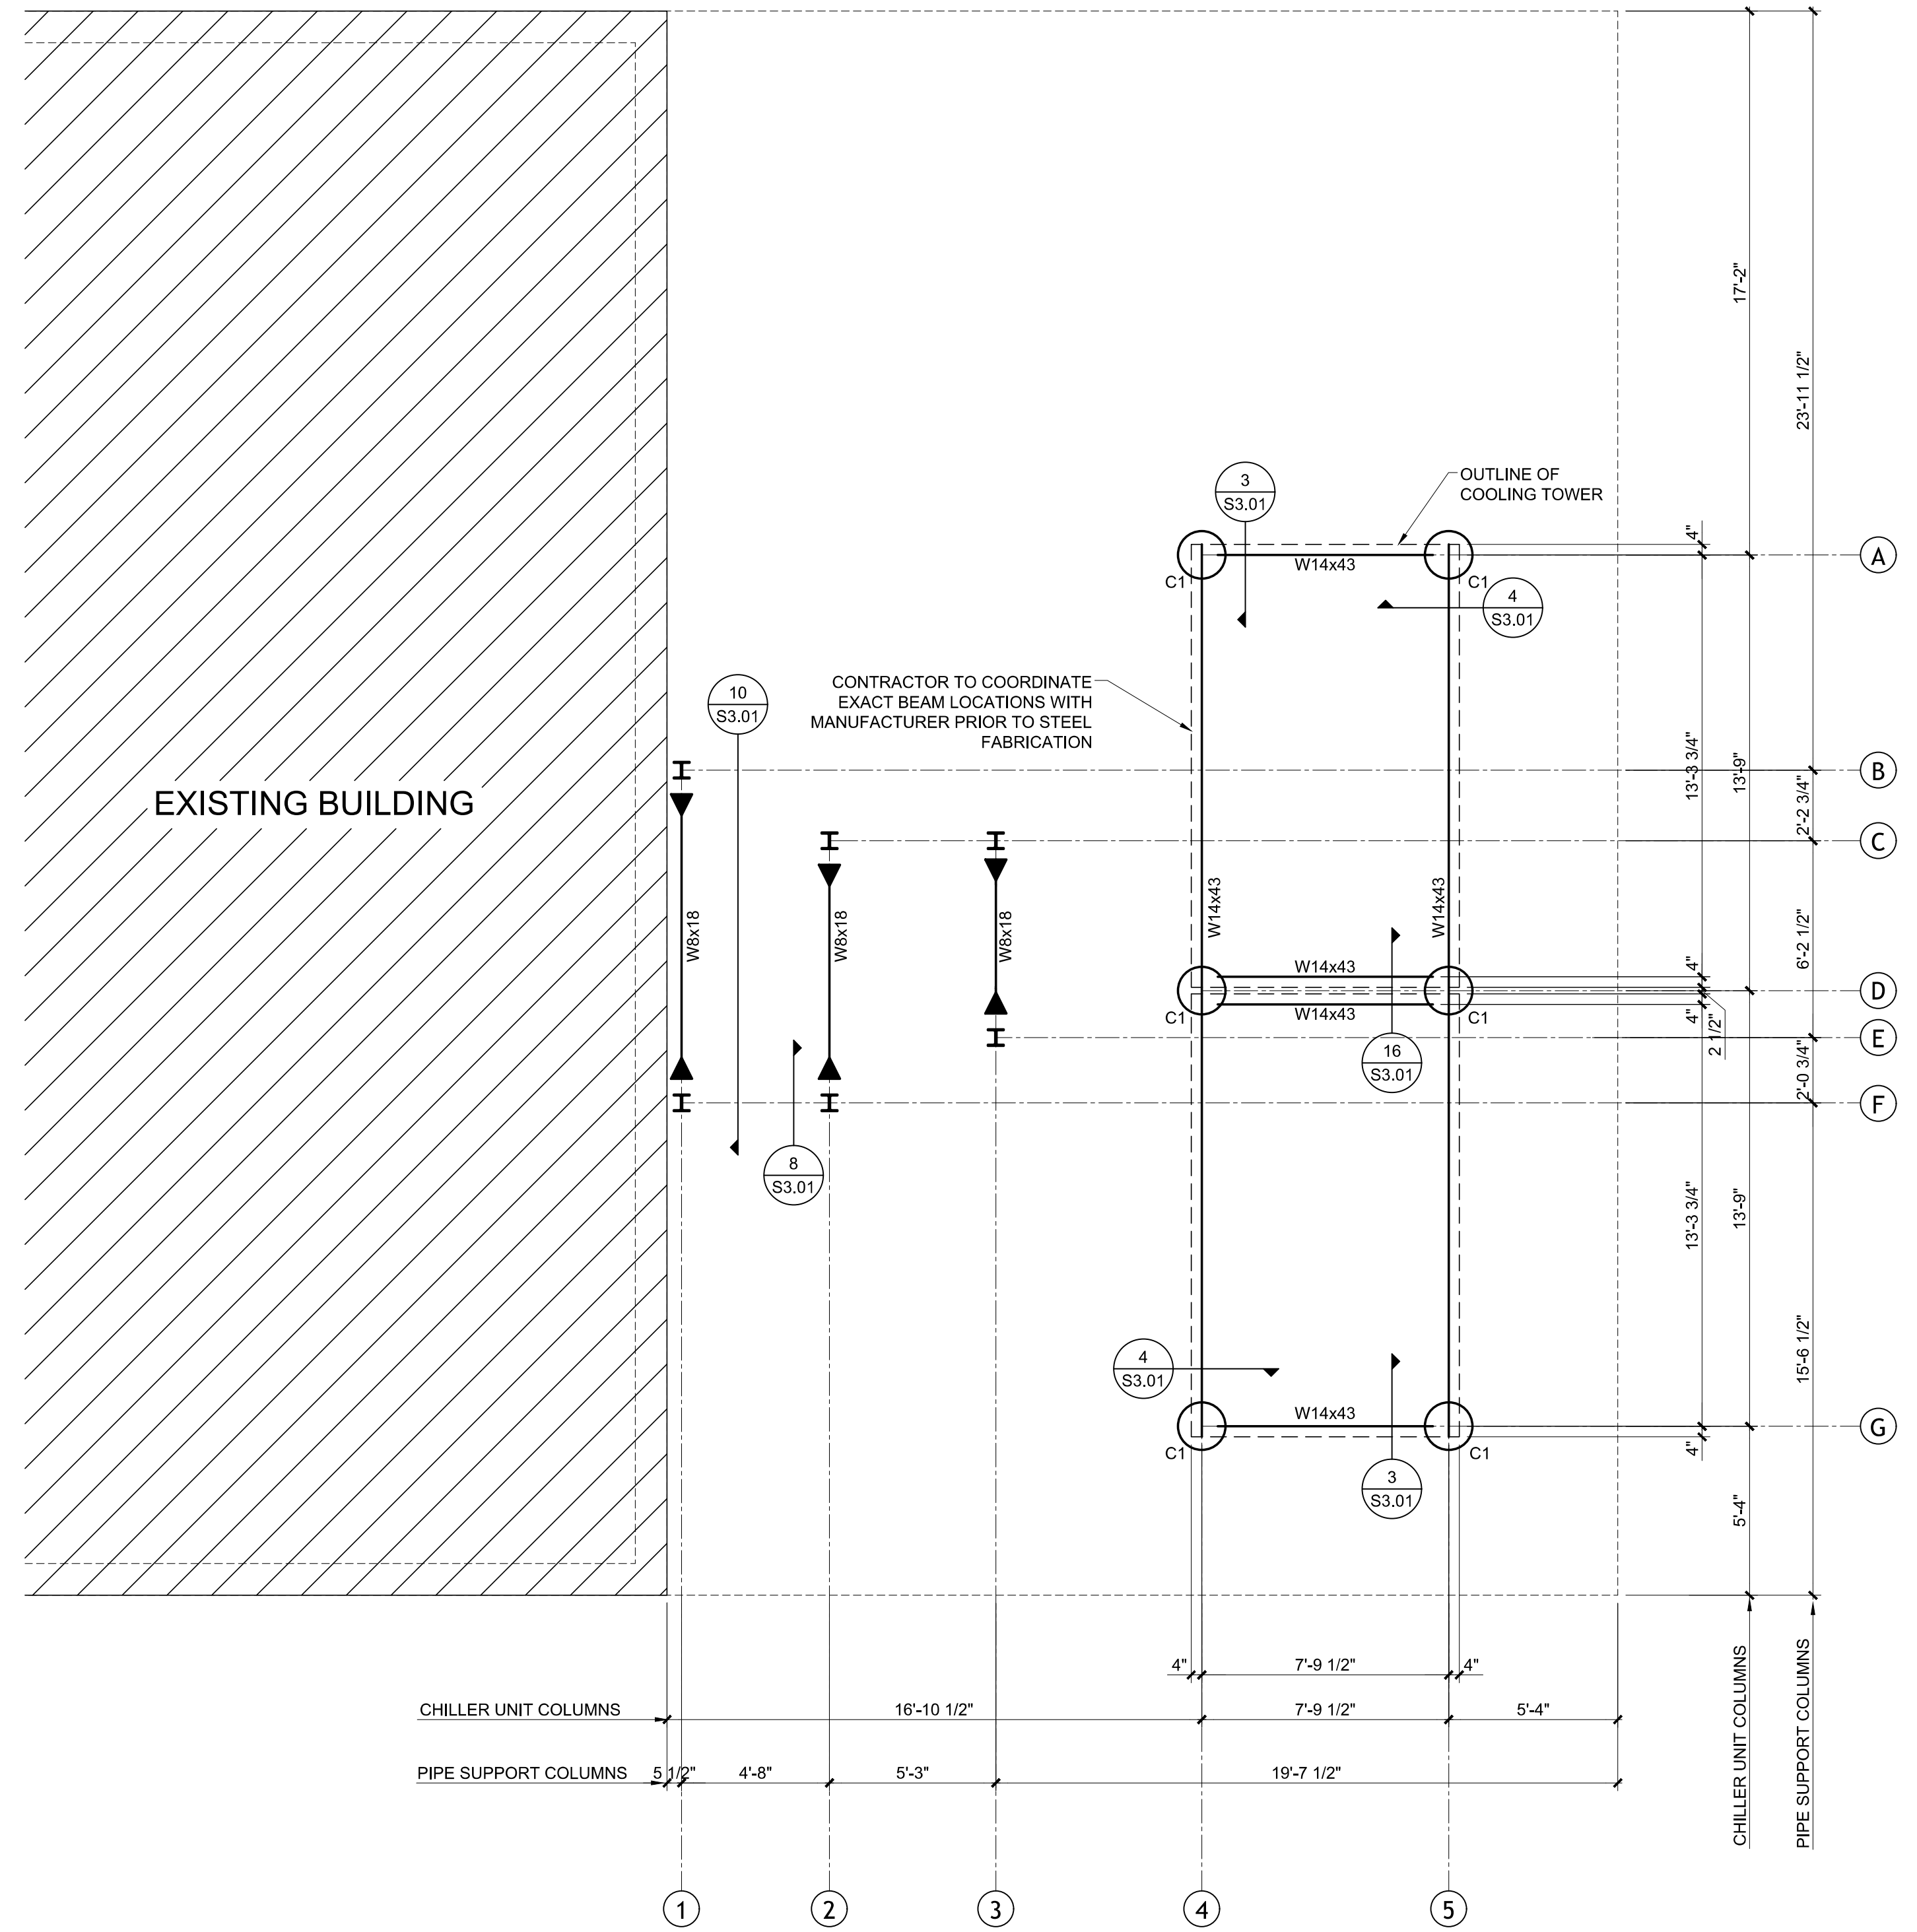 17'-2"
23'-11 1/2"
3
S3.01
OUTLINE OF
COOLING TOWER
4"
W14x43
A
C1
C1
4
S3.01
CONTRACTOR TO COORDINATE
EXACT BEAM LOCATIONS WITH
MANUFACTURER PRIOR TO STEEL
FABRICATION
10
S3.01
13'-3 3/4"
13'-9"
B
EXISTING BUILDING
2'-2 3/4"
C
W8x18
W8x18
W8x18
W14x43
W14x43
6'-2 1/2"
W14x43
4"
D
W14x43
C1
C1
4"
2 1/2"
E
16
S3.01
2'-0 3/4"
F
8
S3.01
13'-3 3/4"
13'-9"
15'-6 1/2"
4
S3.01
W14x43
G
C1
C1
4"
3
S3.01
5'-4"
4"
7'-9 1/2"
4"
CHILLER UNIT COLUMNS
16'-10 1/2"
7'-9 1/2"
5'-4"
PIPE SUPPORT COLUMNS
5 1/2"
4'-8"
5'-3"
19'-7 1/2"
CHILLER UNIT COLUMNS
PIPE SUPPORT COLUMNS
1
2
3
4
5